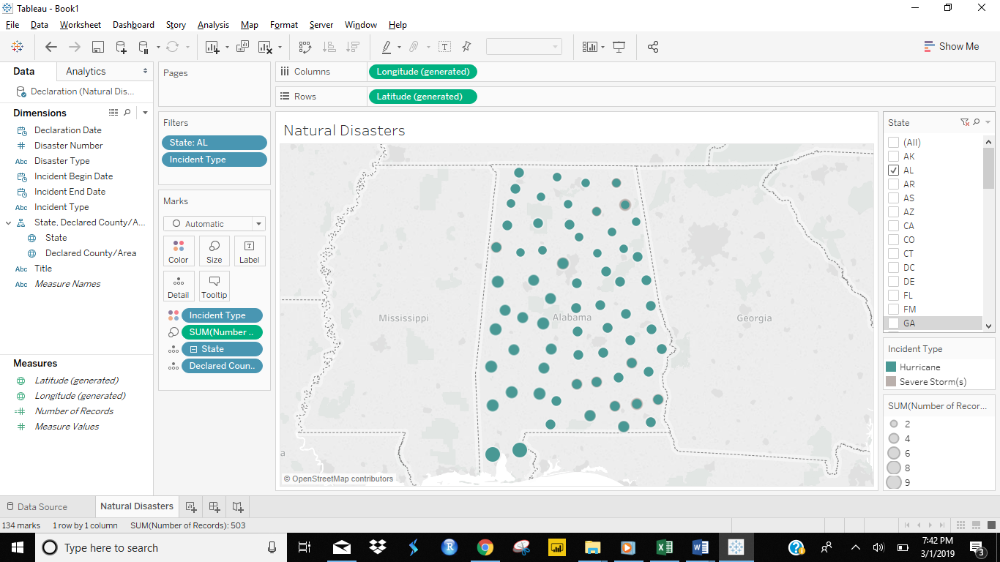 Tableau - Book1
File Data Worksheet Dashboard Story Analysis Map Format Server Window Help
Show Me
Data Analytics
Declaration (Natural Dis...
Dimensions
Declaration Date
Disaster Number
Abc Disaster Type
Incident Begin Date
Incident End Date
Abc Incident Type
State, Declared County/A...
State
Declared County/Area
Abc Title
Abc Measure Names
Measures
Latitude (generated)
Longitude (generated)
Number of Records
Measure Values
Pages
Filters
State: AL
Incident Type
Marks
Automatic
Color Size Label
Detail Tooltip
Incident Type
SUM(Number ..
State
Declared Coun..
Columns Longitude (generated)
Rows Latitude (generated)
Natural Disasters
Mississippi Alabama Georgia
a
© OpenStreetMap contributors
State
(All)
AK
AL
AR
AS
AZ
CA
CO
CT
DC
DE
FL
FM
GA
Incident Type
Hurricane
Severe Storm(s)
SUM(Number of Recor...
2
4
6
8
9
Data Source Natural Disasters
134 marks 1 row by 1 column SUM(Number of Records): 503
Type here to search
7:42 PM
3/1/2019
3